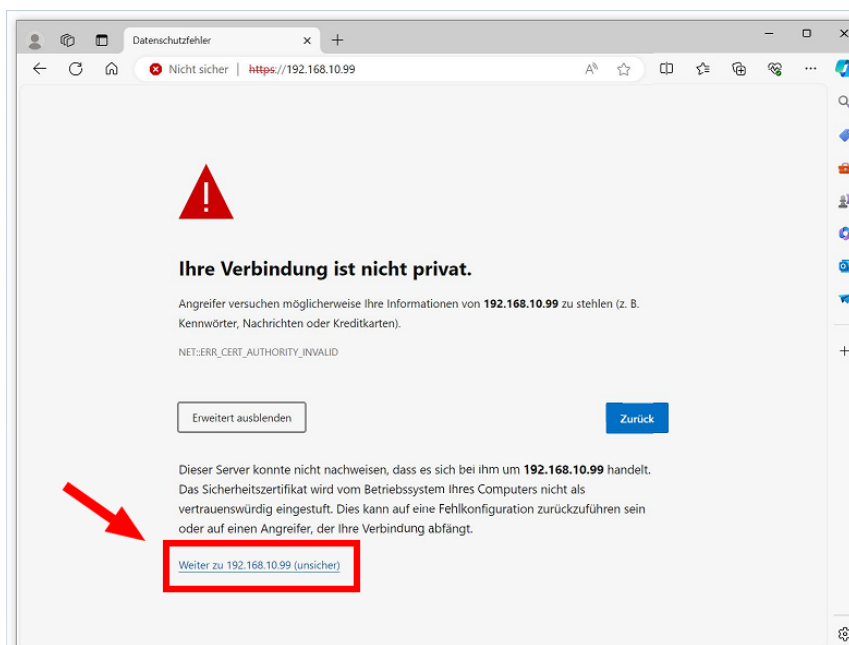 Datenschutzfehler
Nicht sicher | https://192.168.10.99
Ihre Verbindung ist nicht privat.
Angreifer versuchen möglicherweise Ihre Informationen von 192.168.10.99 zu stehlen (z. B.
Kennwörter, Nachrichten oder Kreditkarten).
NET::ERR_CERT_AUTHORITY_INVALID
Erweitert ausblenden
Zurück
Dieser Server konnte nicht nachweisen, dass es sich bei ihm um 192.168.10.99 handelt.
Das Sicherheitszertifikat wird vom Betriebssystem Ihres Computers nicht als
vertrauenswürdig eingestuft. Dies kann auf eine Fehlkonfiguration zurückzuführen sein
oder auf einen Angreifer, der Ihre Verbindung abfängt.
Weiter zu 192.168.10.99 (unsicher)